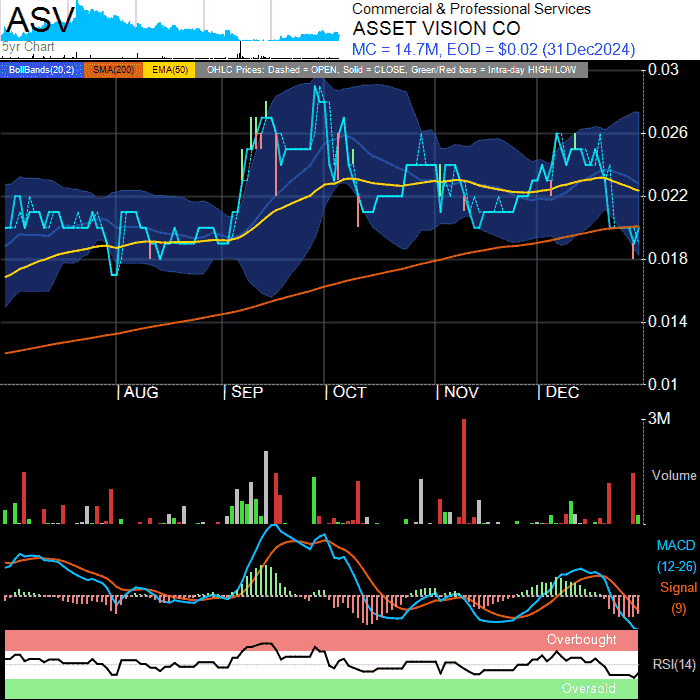 ASV
5yr Chart
Commercial & Professional Services
ASSET VISION CO
MC = 14.7M, EOD = $0.02 (31Dec2024)
BollBands(20,2) SMA(200) EMA(50) OHLC Prices: Dashed = OPEN, Solid = CLOSE, Green/Red bars = Intra-day HIGH/LOW
0.03
0.026
0.022
0.018
0.014
0.01
AUG SEP OCT NOV DEC
3M
Volume
MACD
(12-26)
Signal
(9)
Overbought
RSI(14)
Oversold